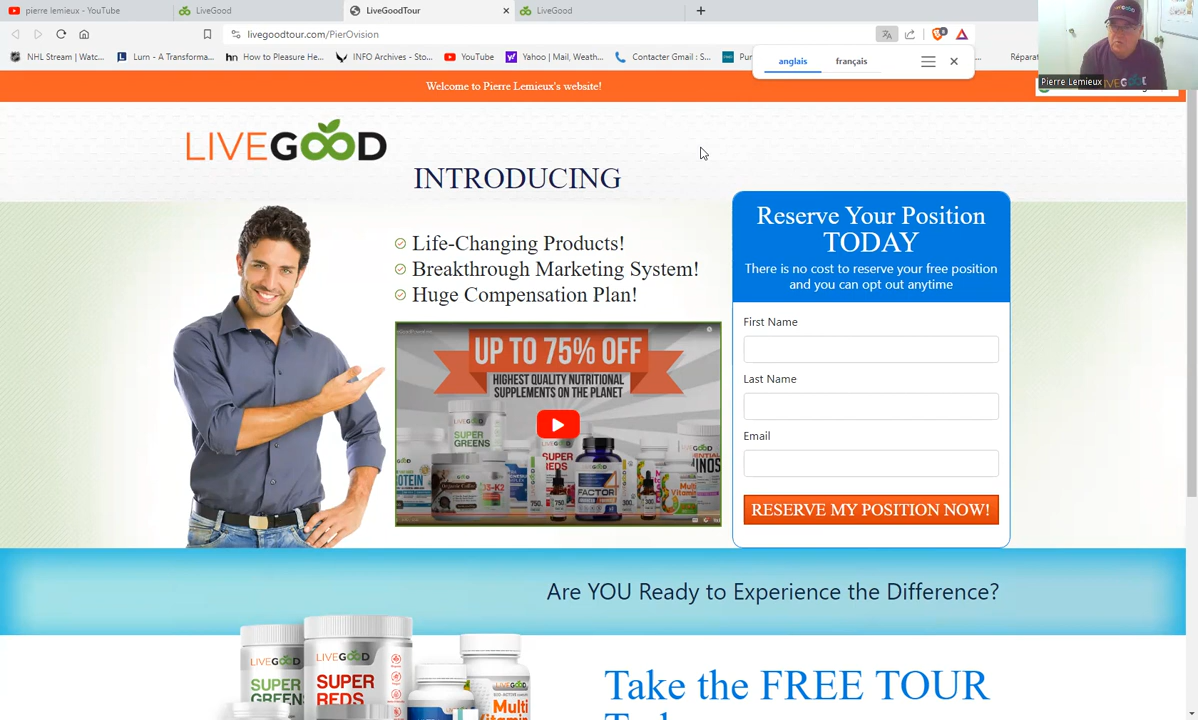 pierre lemieux - YouTube
LiveGood
LiveGoodTour
LiveGood
livegoodtour.com/PierOvision
NHL Stream | Watc...
Lurn - A Transforma...
How to Pleasure He...
INFO Archives - Sto...
YouTube
Yahoo | Mail, Weath...
Contacter Gmail : S...
anglais
français
Pierre Lemieux
Welcome to Pierre Lemieux's website!
LIVEGOOD
INTRODUCING
Life-Changing Products!
Breakthrough Marketing System!
Huge Compensation Plan!
UP TO 75% OFF
HIGHEST QUALITY NUTRITIONAL
SUPPLEMENTS ON THE PLANET
LIVEGOOD
SUPER
GREENS
SUPER
REDS
FACTOR
Multi
Reserve Your Position
TODAY
There is no cost to reserve your free position
and you can opt out anytime
First Name
Last Name
Email
RESERVE MY POSITION NOW!
Are YOU Ready to Experience the Difference?
LIVEGOOD
SUPER
GREENS
LIVEGOOD
SUPER
REDS
LIVEGOOD
Multi
Take the FREE TOUR